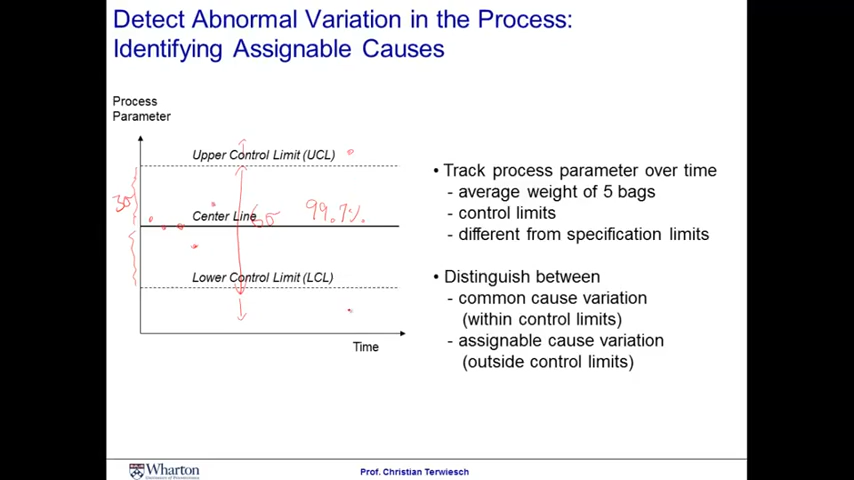 Detect Abnormal Variation in the Process:
Identifying Assignable Causes
Process
Parameter
Upper Control Limit (UCL)
3σ
Center Line
6σ
99.7%.
Lower Control Limit (LCL)
Time
• Track process parameter over time
- average weight of 5 bags
- control limits
- different from specification limits
• Distinguish between
- common cause variation
(within control limits)
- assignable cause variation
(outside control limits)
Wharton
Prof. Christian Terwiesch